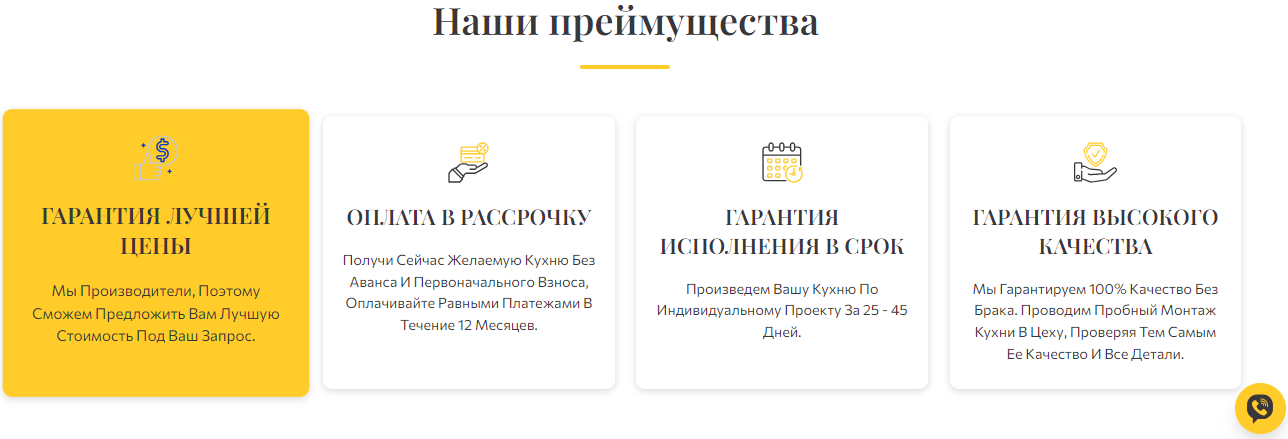 Наши преймущества
ГАРАНТИЯ ЛУЧШЕЙ
ЦЕНЫ
Мы Производители, Поэтому
Сможем Предложить Вам Лучшую
Стоимость Под Ваш Запрос.
ОПЛАТА В РАССРОЧКУ
Получи Сейчас Желаемую Кухню Без
Аванса И Первоначального Взноса,
Оплачивайте Равными Платежами В
Течение 12 Месяцев.
ГАРАНТИЯ
ИСПОЛНЕНИЯ В СРОК
Произведем Вашу Кухню По
Индивидуальному Проекту За 25 - 45
Дней.
ГАРАНТИЯ ВЫСОКОГО
КАЧЕСТВА
Мы Гарантируем 100% Качество Без
Брака. Проводим Пробный Монтаж
Кухни В Цеху, Проверяя Тем Самым
Ее Качество И Все Детали.